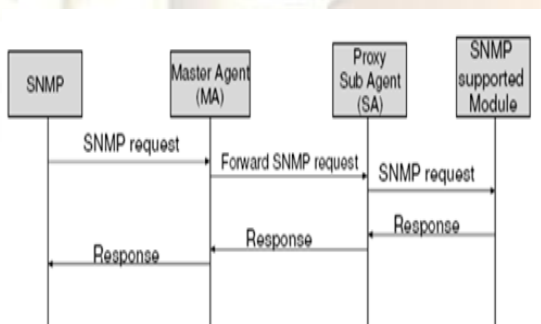 SNMP
Master Agent
(MA)
Proxy
Sub Agent
(SA)
SNMP
supported
Module
SNMP request
Forward SNMP request
SNMP request
Response
Response
Response